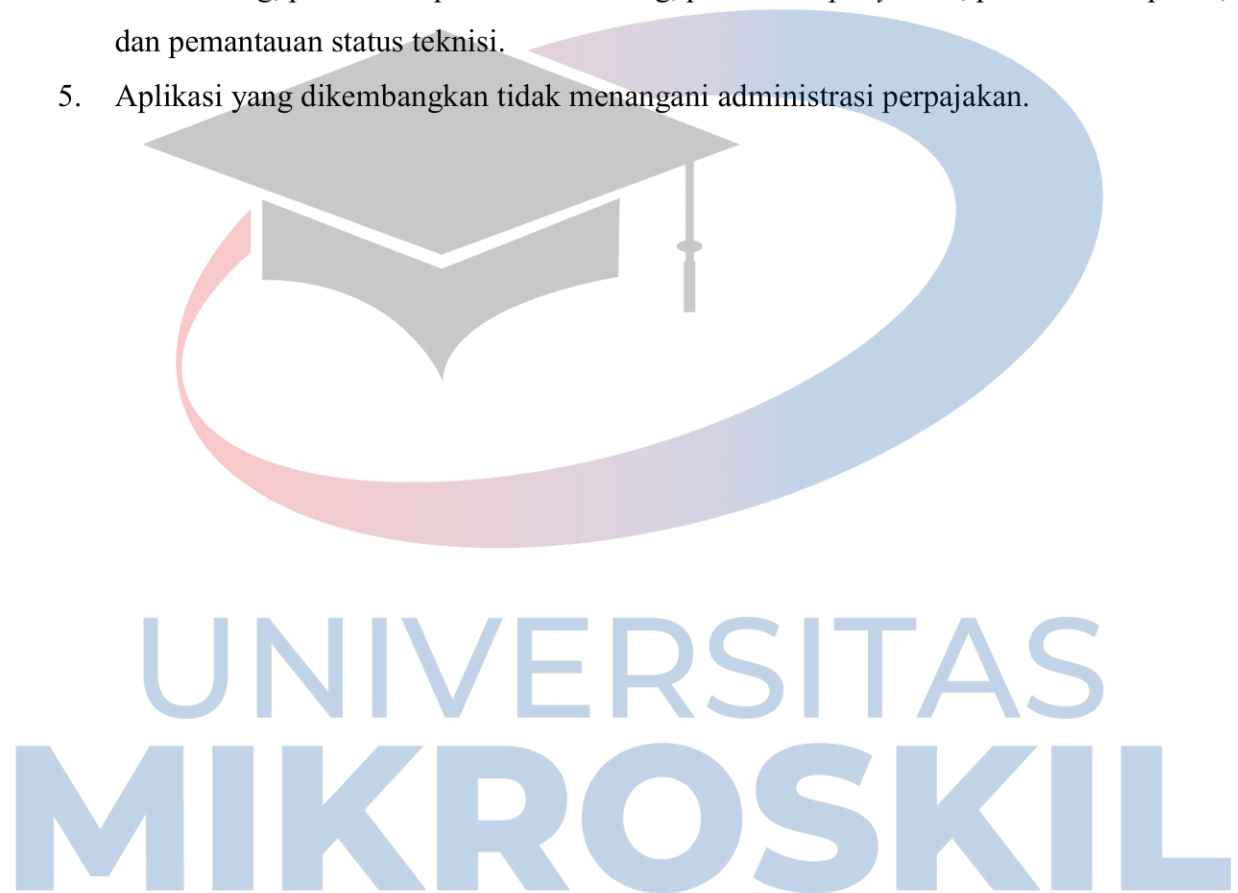 dan pemantauan status teknisi.
5. Aplikasi yang dikembangkan tidak menangani administrasi perpajakan.
UNIVERSITAS
MIKROSKIL